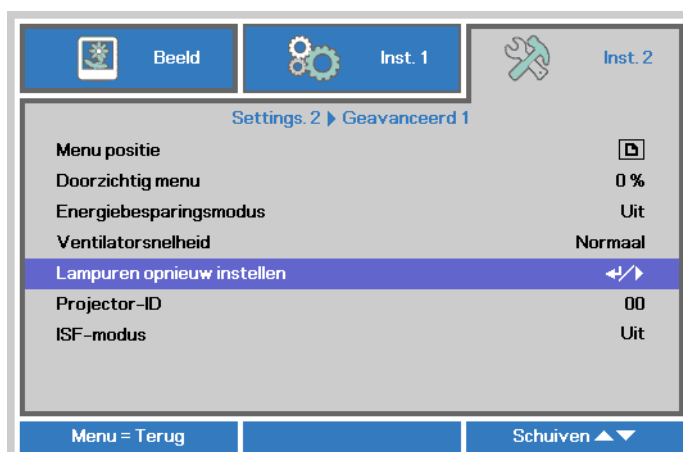 Beeld Inst. 1 Inst. 2
Settings. 2 Geavanceerd 1
Menu positie
Doorzichtig menu 0 %
Energiebesparingsmodus Uit
Ventilatorsnelheid Normaal
Lampuren opnieuw instellen
Projector-ID 00
ISF-modus Uit
Menu = Terug Schuiven